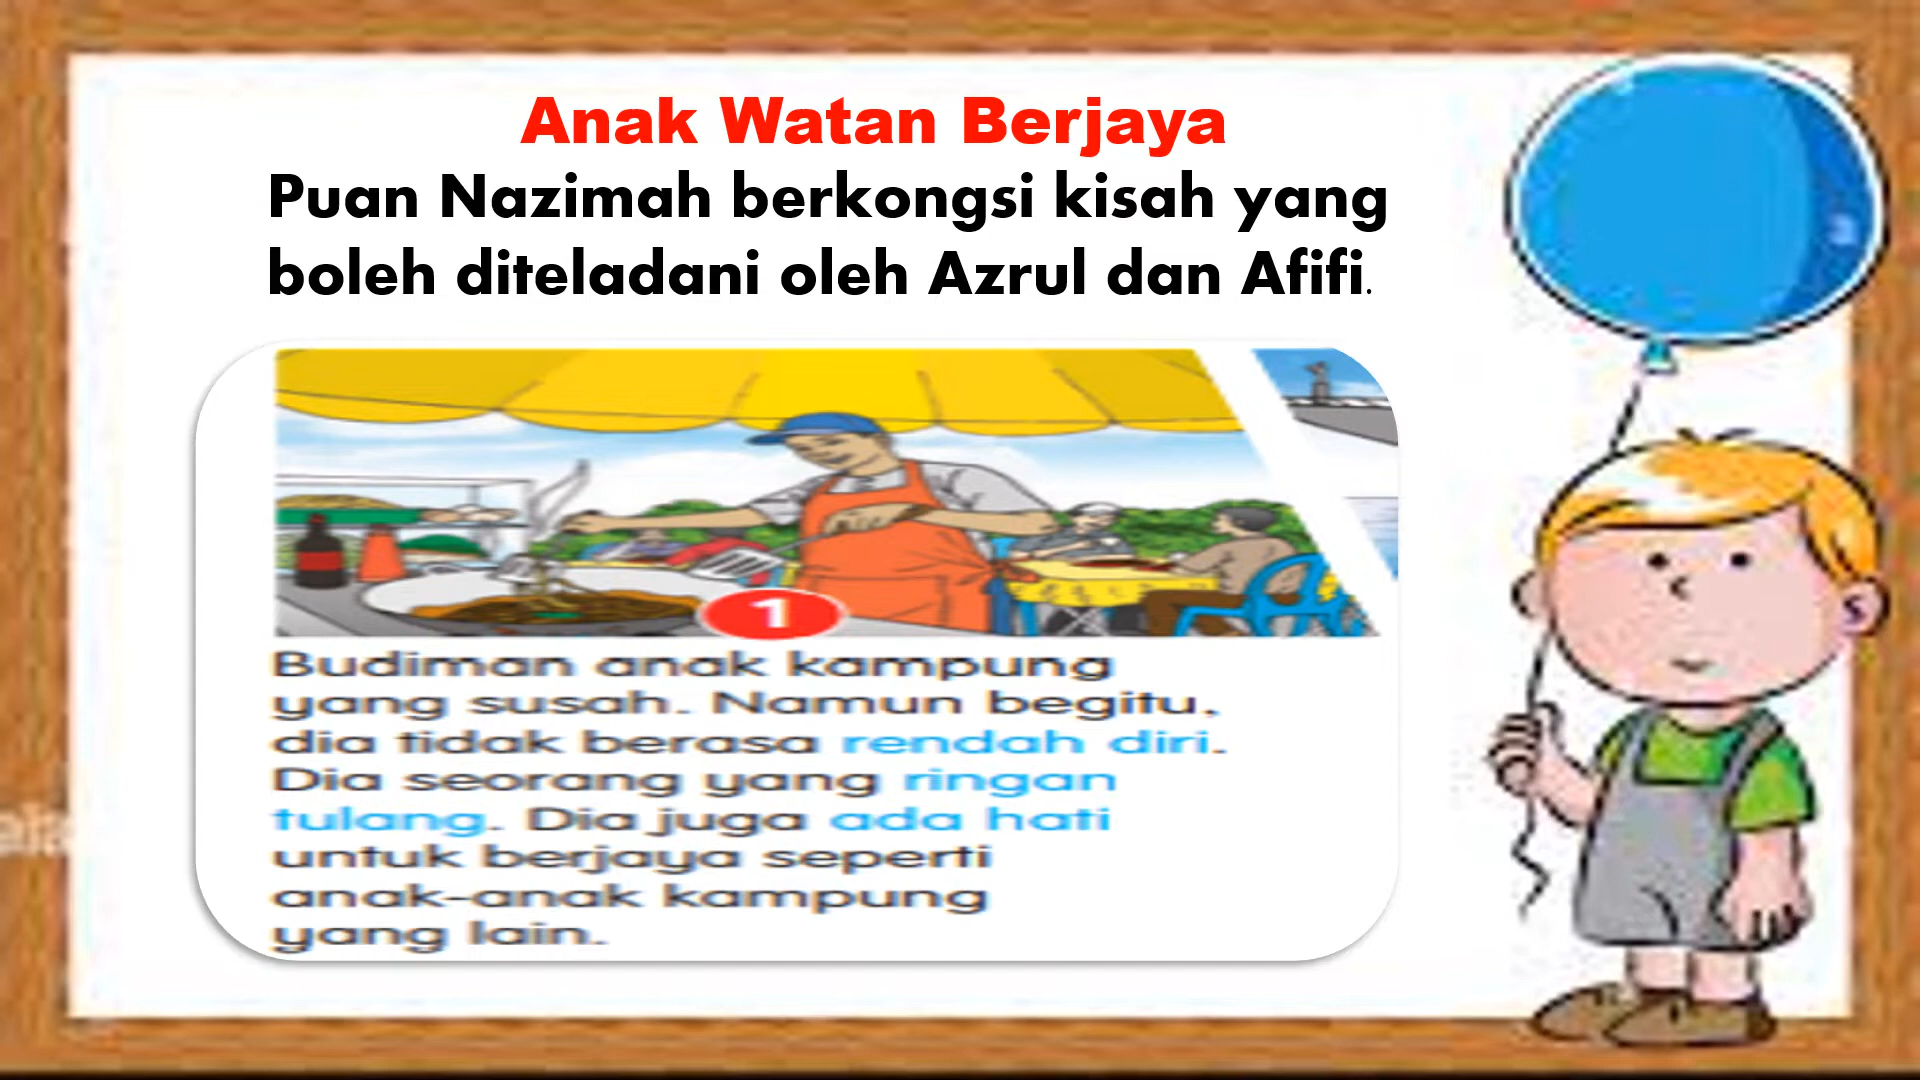 Anak Watan Berjaya
Puan Nazimah berkongsi kisah yang
boleh diteladani oleh Azrul dan Afifi.
1
Budiman anak kampung
yang susah. Namun begitu,
dia tidak berasa rendah diri.
Dia seorang yang ringan
tulang. Dia juga ada hati
untuk berjaya seperti
anak-anak kampung
yang lain.